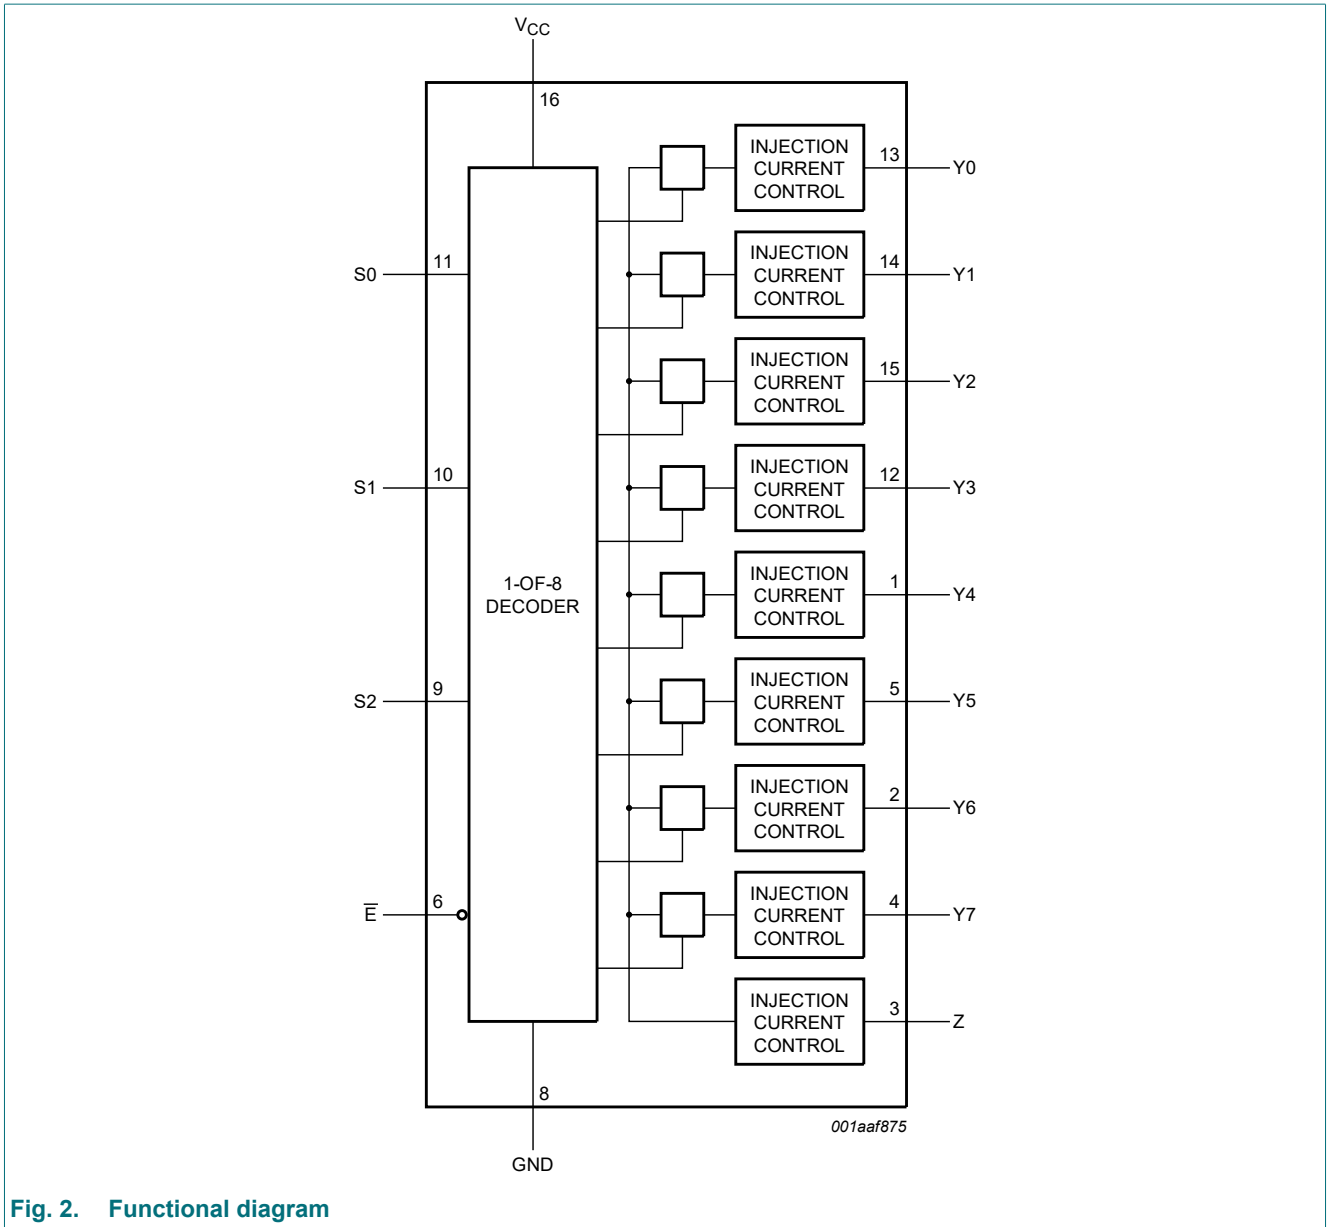 VCC
16
INJECTION
CURRENT
CONTROL
13
Y0
S0
11
INJECTION
CURRENT
CONTROL
14
Y1
INJECTION
CURRENT
CONTROL
15
Y2
S1
10
INJECTION
CURRENT
CONTROL
12
Y3
1-OF-8
DECODER
INJECTION
CURRENT
CONTROL
1
Y4
S2
9
INJECTION
CURRENT
CONTROL
5
Y5
INJECTION
CURRENT
CONTROL
2
Y6
E̅
6
INJECTION
CURRENT
CONTROL
4
Y7
INJECTION
CURRENT
CONTROL
3
Z
8
GND
001aaf875
Fig. 2. Functional diagram